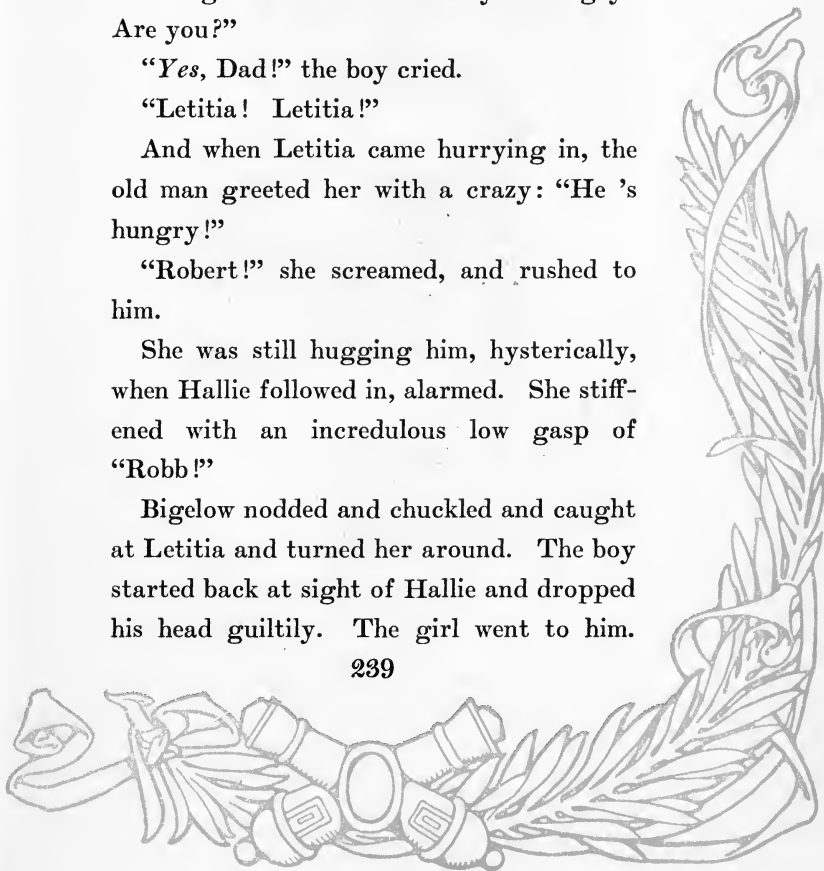 Are you?”
“Yes, Dad!” the boy cried.
“Letitia! Letitia!”
And when Letitia came hurrying in, the
old man greeted her with a crazy: “He 's
hungry!”
“Robert!” she screamed, and rushed to
him.
She was still hugging him, hysterically,
when Hallie followed in, alarmed. She stiff-
ened with an incredulous low gasp of
“Robb!”
Bigelow nodded and chuckled and caught
at Letitia and turned her around. The boy
started back at sight of Hallie and dropped
his head guiltily. The girl went to him.
239